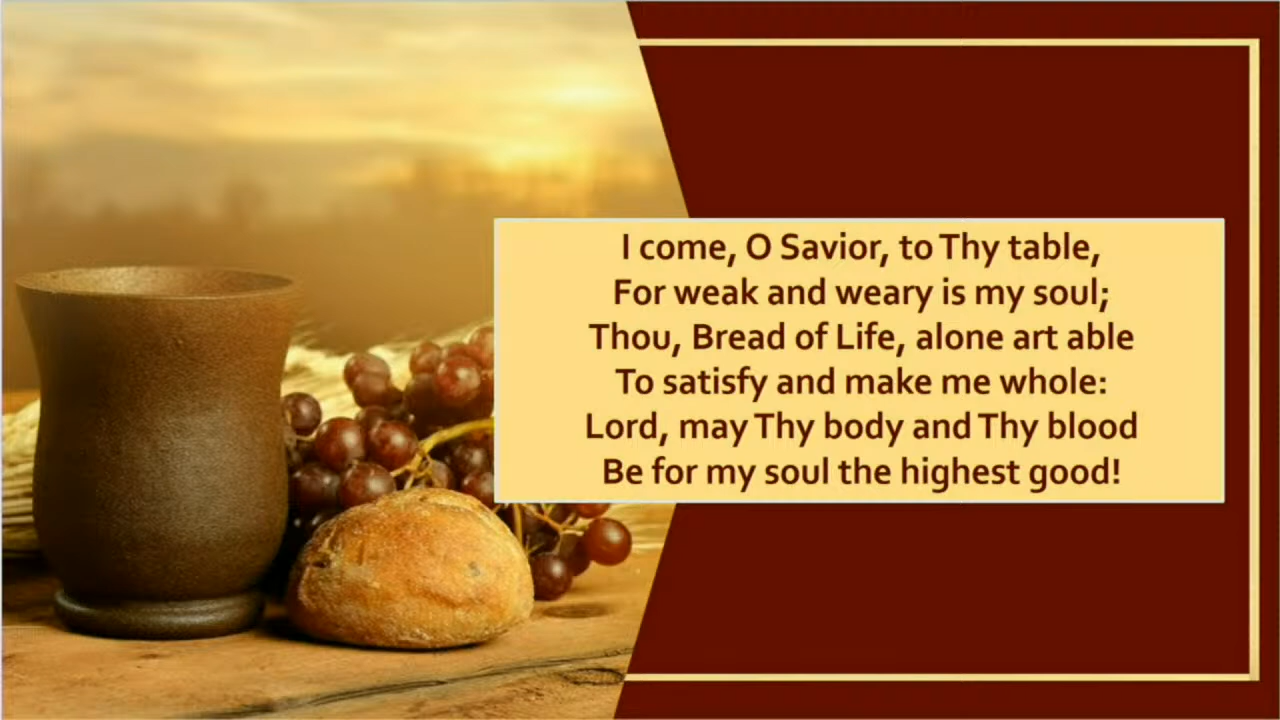 I come, O Savior, to Thy table,
For weak and weary is my soul;
Thou, Bread of Life, alone art able
To satisfy and make me whole:
Lord, may Thy body and Thy blood
Be for my soul the highest good!